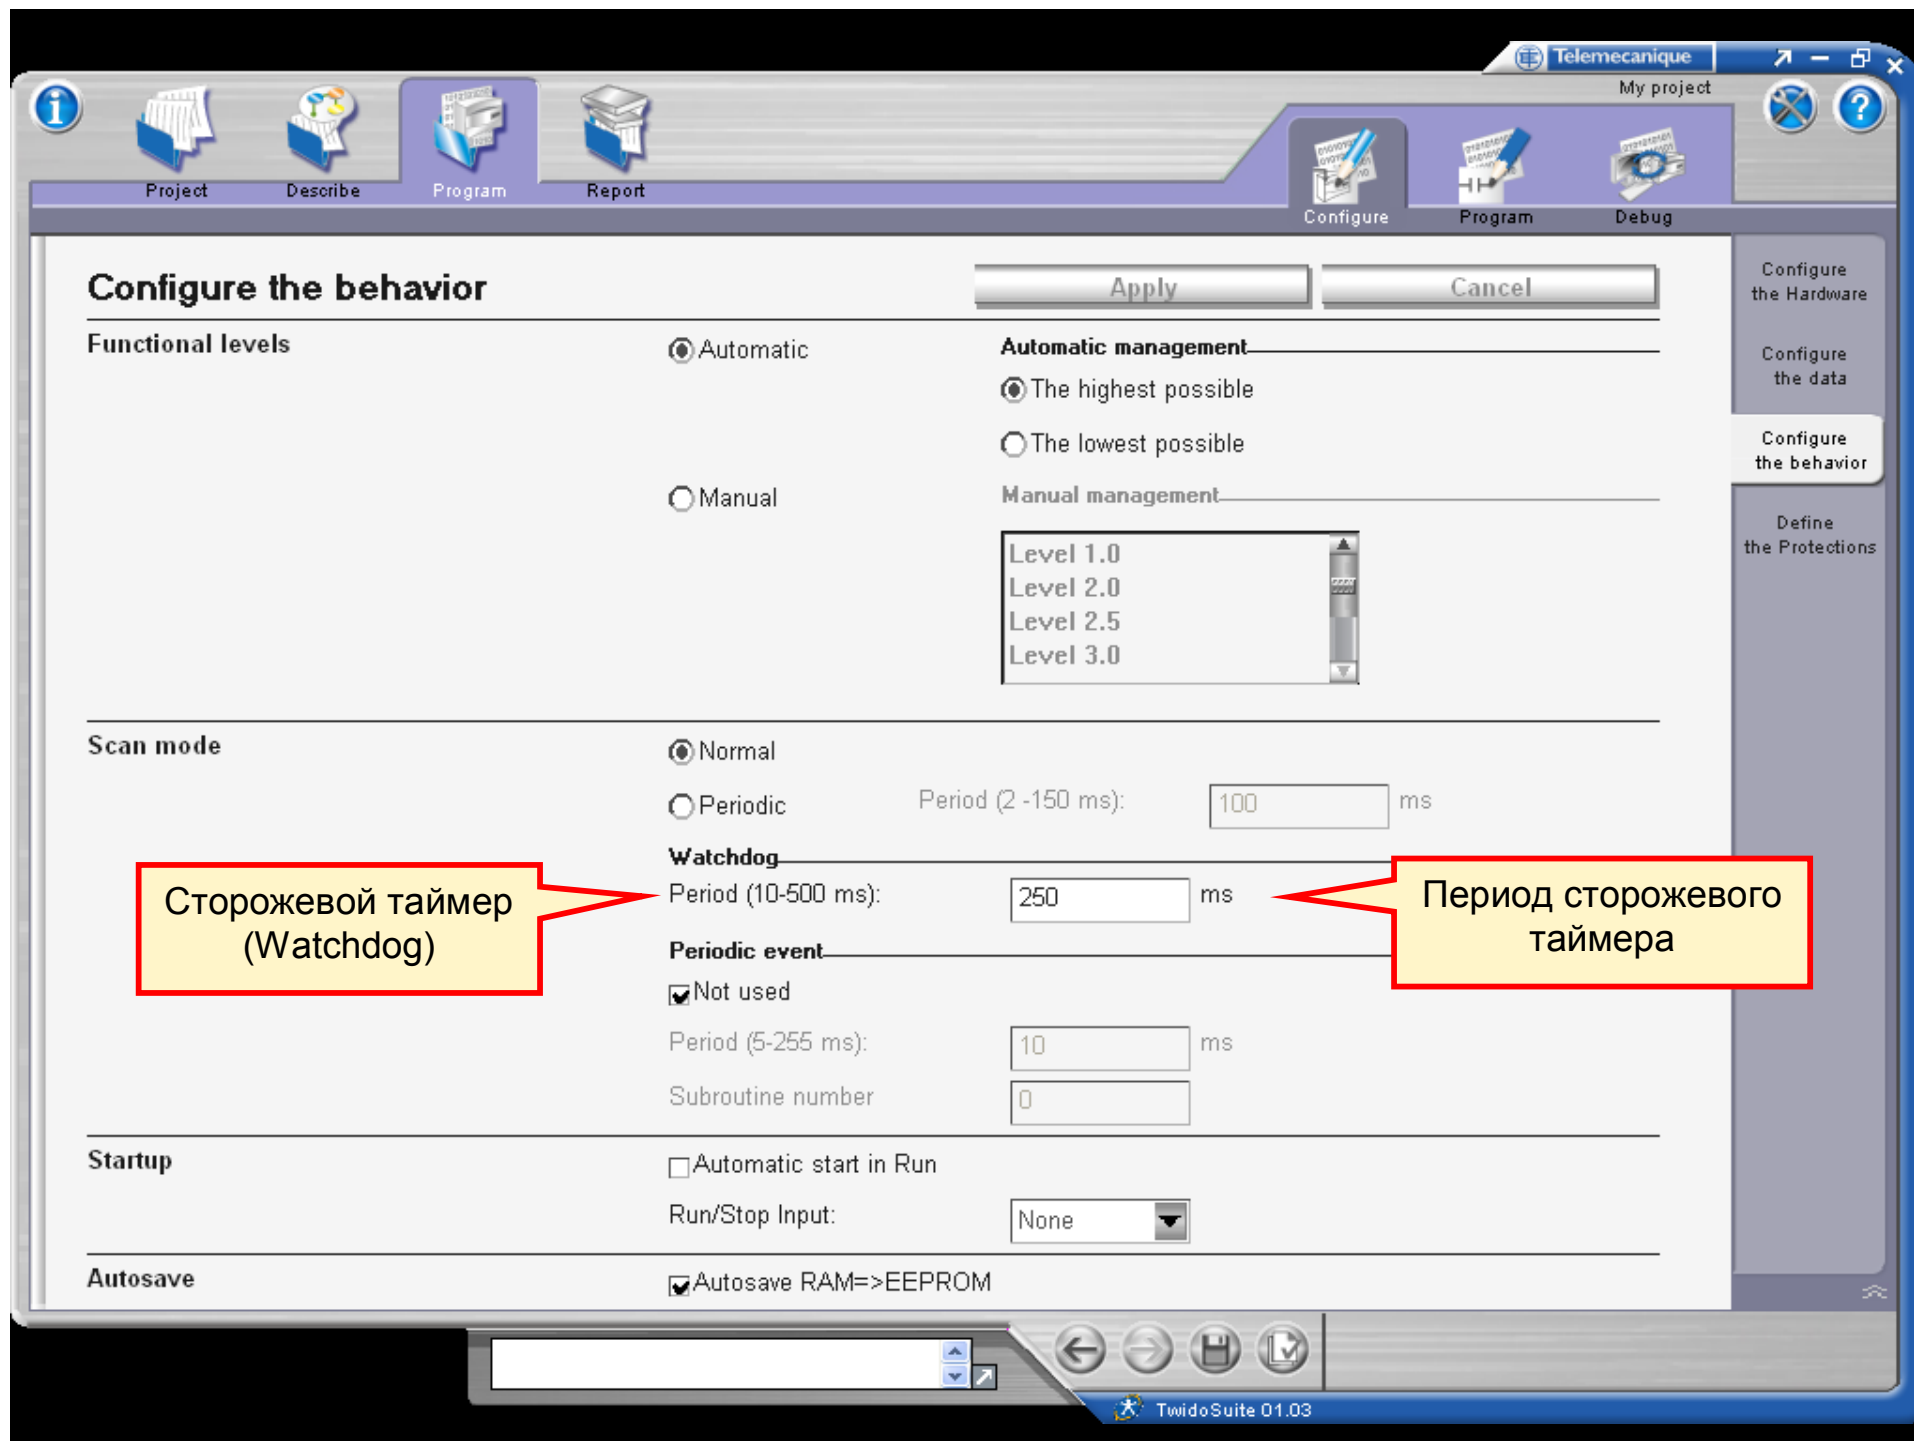 Telemecanique
My project
Project
Describe
Program
Report
Configure
Program
Debug
Configure the behavior
Apply
Cancel
Configure
the Hardware
Configure
the data
Configure
the behavior
Define
the Protections
Functional levels
Automatic
Automatic management
The highest possible
The lowest possible
Manual
Manual management
Level 1.0
Level 2.0
Level 2.5
Level 3.0
Scan mode
Normal
Periodic
Period (2 -150 ms):
100
ms
Watchdog
Period (10-500 ms):
250
ms
Сторожевой таймер
(Watchdog)
Период сторожевого
таймера
Periodic event
Not used
Period (5-255 ms):
10
ms
Subroutine number
0
Startup
Automatic start in Run
Run/Stop Input:
None
Autosave
Autosave RAM=>EEPROM
TwidoSuite 01.03